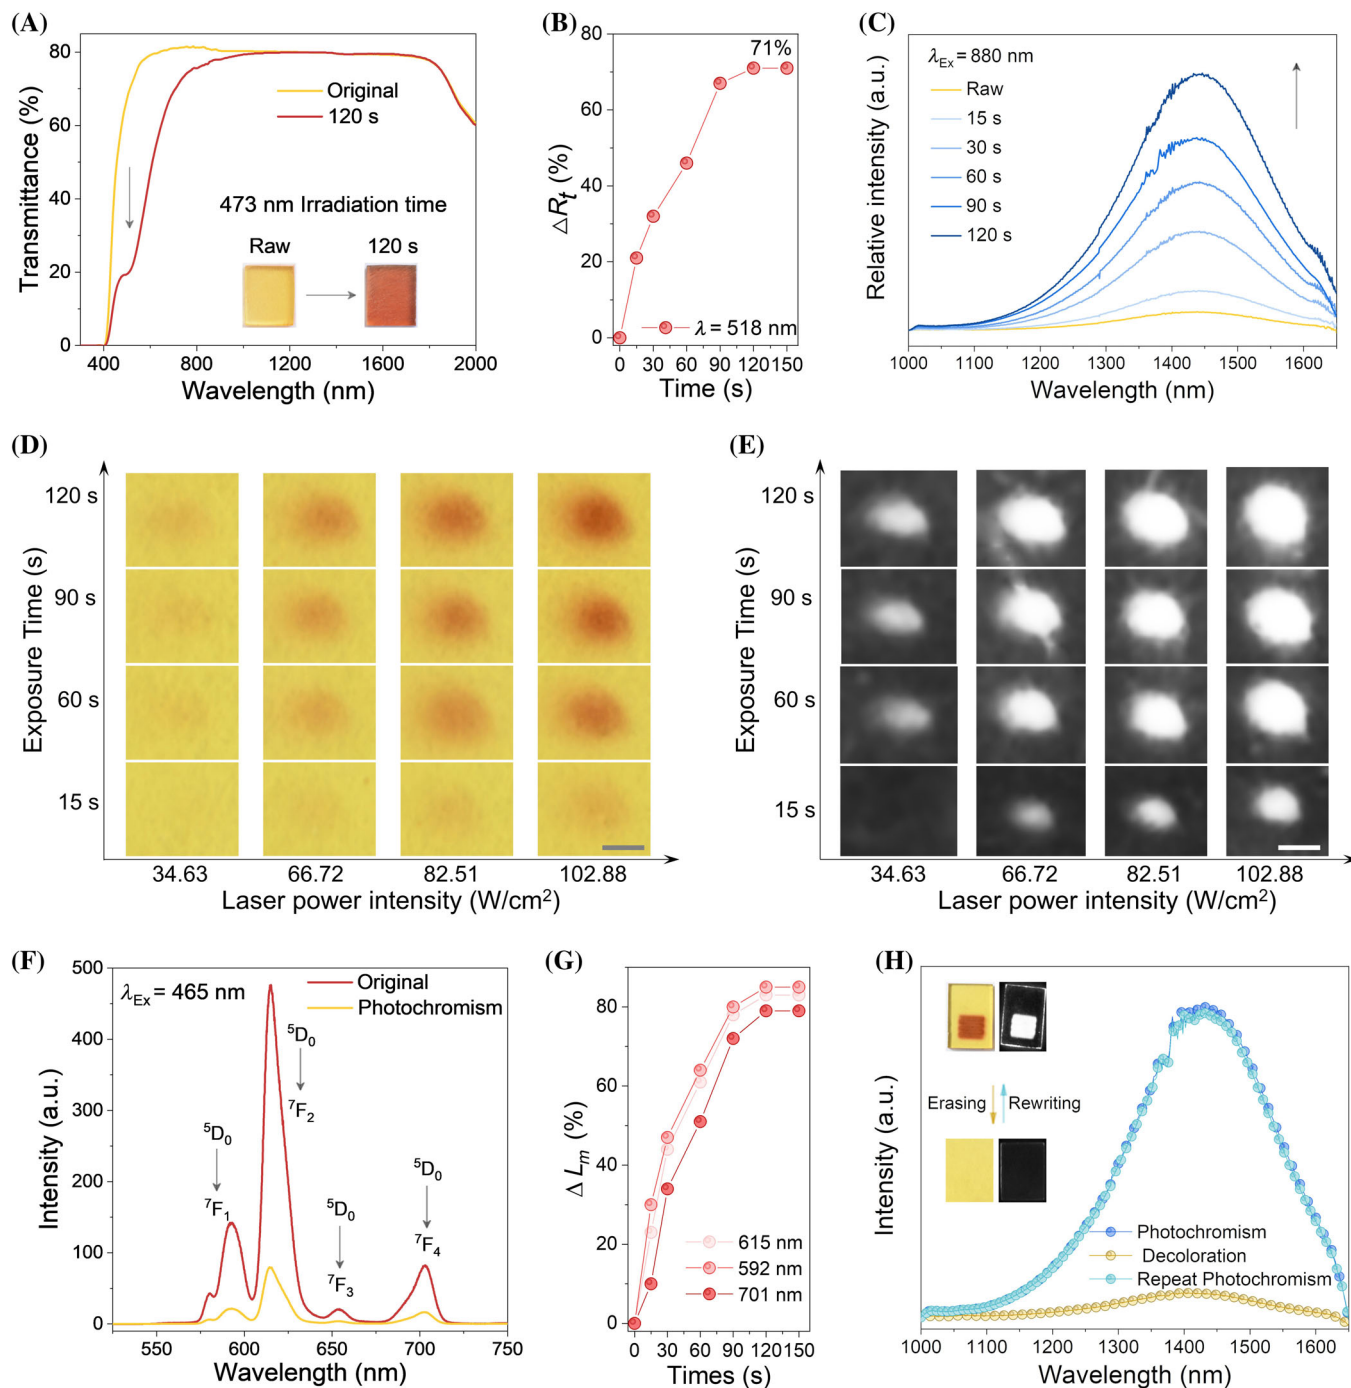 (A)
80
60
40
20
0
Transmittance (%)
Original
120 s
473 nm Irradiation time
Raw
120 s
400
800
1200
1600
2000
Wavelength (nm)
(B)
80
60
40
20
0
ΔRt (%)
71%
λ = 518 nm
0
30
60
90
120
150
Time (s)
(C)
λEx = 880 nm
Raw
15 s
30 s
60 s
90 s
120 s
Relative intensity (a.u.)
1000
1100
1200
1300
1400
1500
1600
Wavelength (nm)
(D)
Exposure Time (s)
120 s
90 s
60 s
15 s
34.63
66.72
82.51
102.88
Laser power intensity (W/cm²)
(E)
Exposure Time (s)
120 s
90 s
60 s
15 s
34.63
66.72
82.51
102.88
Laser power intensity (W/cm²)
(F)
500
400
300
200
100
0
Intensity (a.u.)
λEx = 465 nm
Original
Photochromism
⁵D₀
⁷F₁
⁵D₀
⁷F₂
⁵D₀
⁷F₃
⁵D₀
⁷F₄
550
600
650
700
750
Wavelength (nm)
(G)
80
60
40
20
0
Δ Lm (%)
615 nm
592 nm
701 nm
0
30
60
90
120
150
Times (s)
(H)
Intensity (a.u.)
Erasing
Rewriting
Photochromism
Decoloration
Repeat Photochromism
1000
1100
1200
1300
1400
1500
1600
Wavelength (nm)